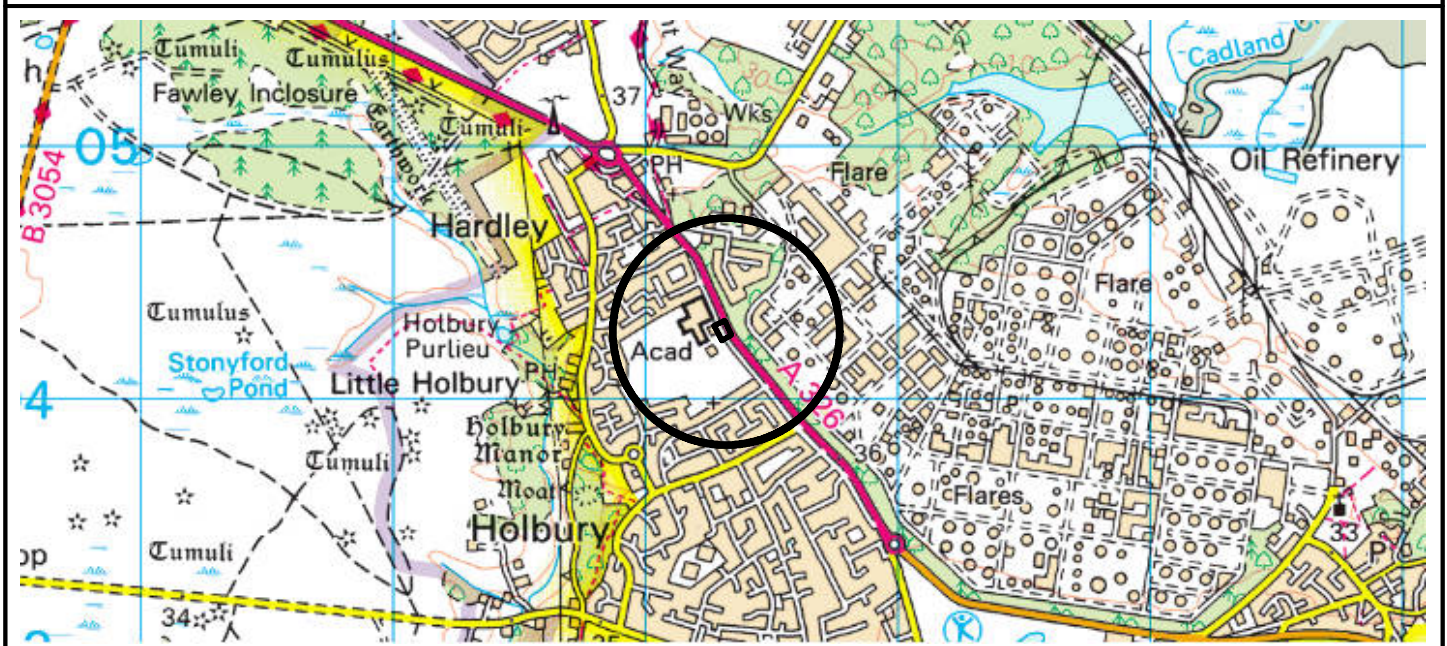 Tumuli
Tumulus
Fawley Inclosure
Earthwork
Tumuli
37
Wks
Cadland
05
PH
Flare
Oil Refinery
B 3054
Hardley
Flare
Tumulus
Holbury
Purlieu
Acad
Stonyford
Pond
Little Holbury
PH
A 326
4
Holbury
Manor
Moat
36
Tumuli
Flares
Holbury
33
Tumuli
34